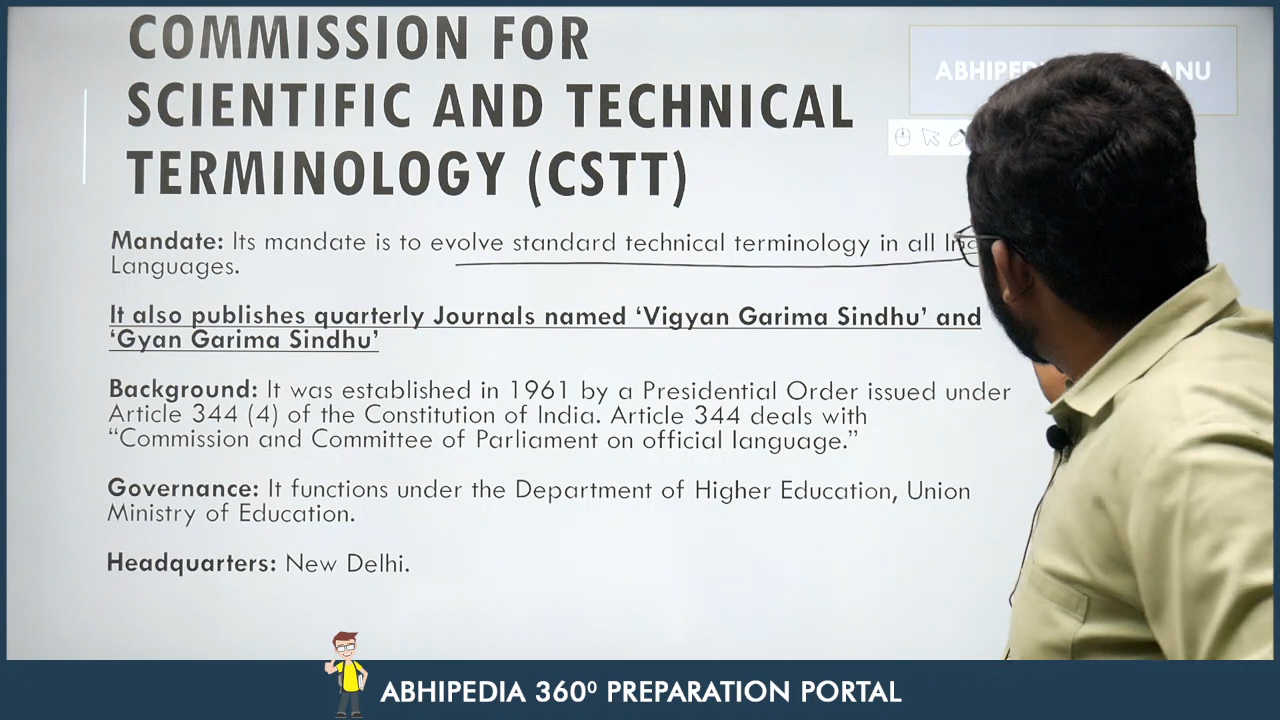 COMMISSION FOR
SCIENTIFIC AND TECHNICAL
TERMINOLOGY (CSTT)
ANU
Mandate: Its mandate is to evolve standard technical terminology in all
Languages.
It also publishes quarterly Journals named ‘Vigyan Garima Sindhu’ and
‘Gyan Garima Sindhu’
Background: It was established in 1961 by a Presidential Order issued under
Article 344 (4) of the Constitution of India. Article 344 deals with
“Commission and Committee of Parliament on official language.”
Governance: It functions under the Department of Higher Education, Union
Ministry of Education.
Headquarters: New Delhi.
ABHIPEDIA 360⁰ PREPARATION PORTAL